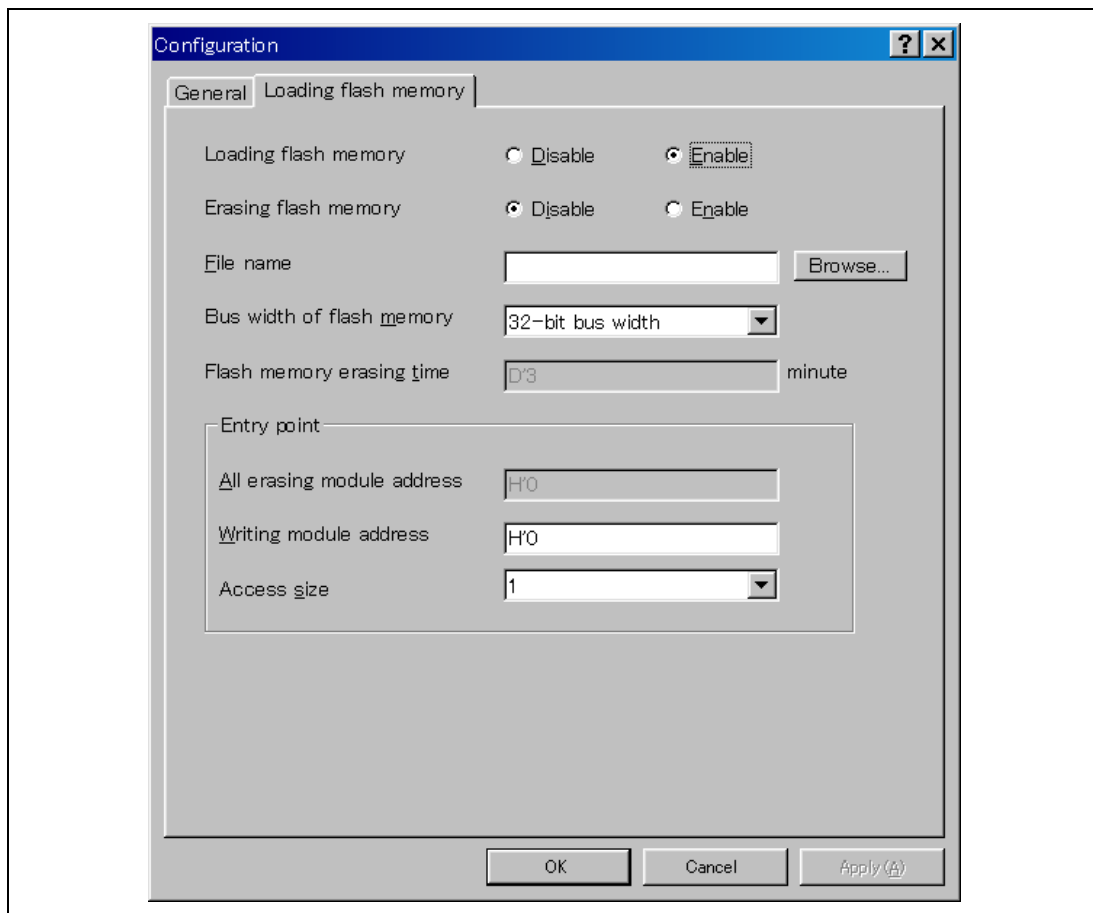 Configuration
General Loading flash memory
Loading flash memory Disable Enable
Erasing flash memory Disable Enable
File name Browse...
Bus width of flash memory 32-bit bus width
Flash memory erasing time D'3 minute
Entry point
All erasing module address H'0
Writing module address H'0
Access size 1
OK Cancel Apply(A)